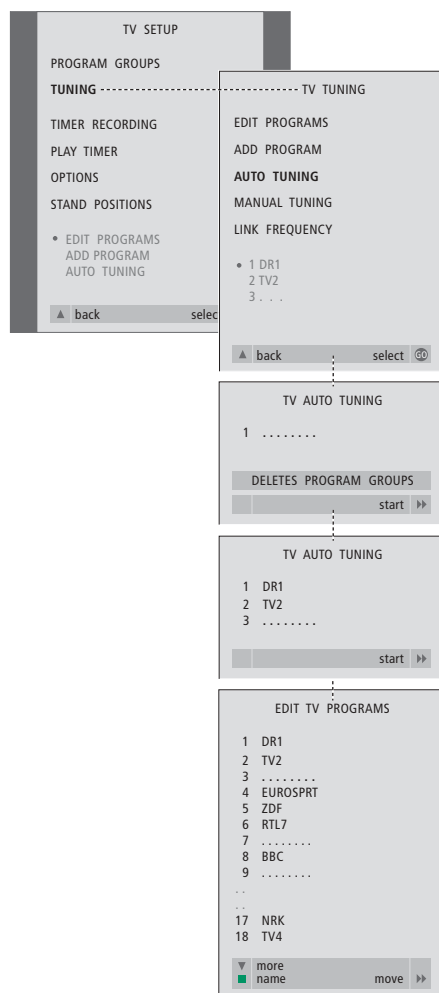 TV SETUP
PROGRAM GROUPS
TUNING
TIMER RECORDING
PLAY TIMER
OPTIONS
STAND POSITIONS
• EDIT PROGRAMS
ADD PROGRAM
AUTO TUNING
▲ back selec
TV TUNING
EDIT PROGRAMS
ADD PROGRAM
AUTO TUNING
MANUAL TUNING
LINK FREQUENCY
• 1 DR1
2 TV2
3 . . .
▲ back select GO
TV AUTO TUNING
1 ........
DELETES PROGRAM GROUPS
start
TV AUTO TUNING
1 DR1
2 TV2
3 ........
start
EDIT TV PROGRAMS
1 DR1
2 TV2
3 ........
4 EUROSPRT
5 ZDF
6 RTL7
7 ........
8 BBC
9 ........
..
..
17 NRK
18 TV4
▼ more
name move